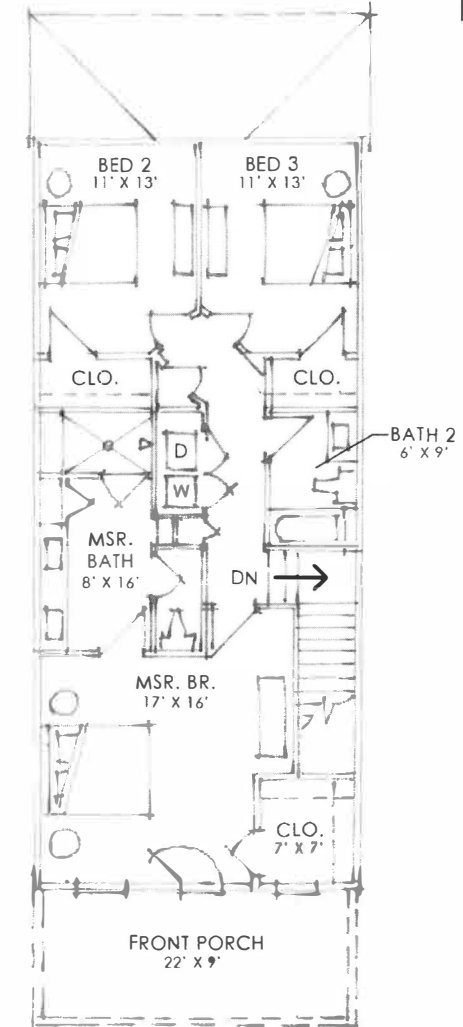 BED 2
11' X 13'
BED 3
11' X 13'
CLO.
CLO.
BATH 2
6' X 9'
D
W
MSR.
BATH
8' X 16'
DN
MSR. BR.
17' X 16'
CLO.
7' X 7'
FRONT PORCH
22' X 9'